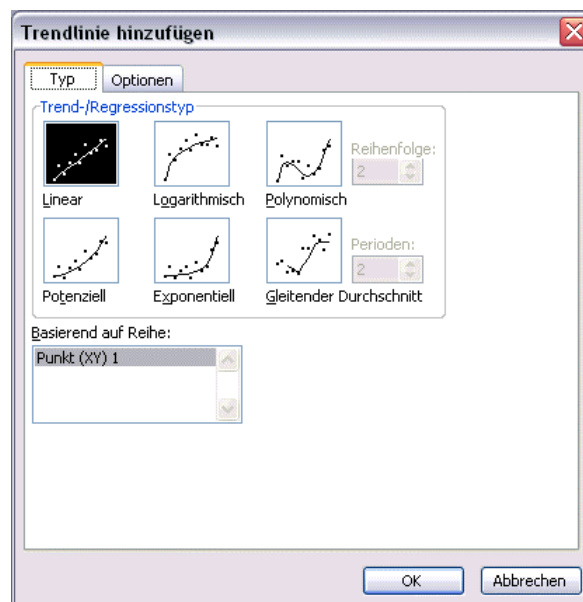 Trendlinie hinzufügen
Typ
Optionen
Trend-/Regressionstyp
Reihenfolge:
2
Linear
Logarithmisch
Polynomisch
Perioden:
2
Potenziell
Exponentiell
Gleitender Durchschnitt
Basierend auf Reihe:
Punkt (XY) 1
OK
Abbrechen